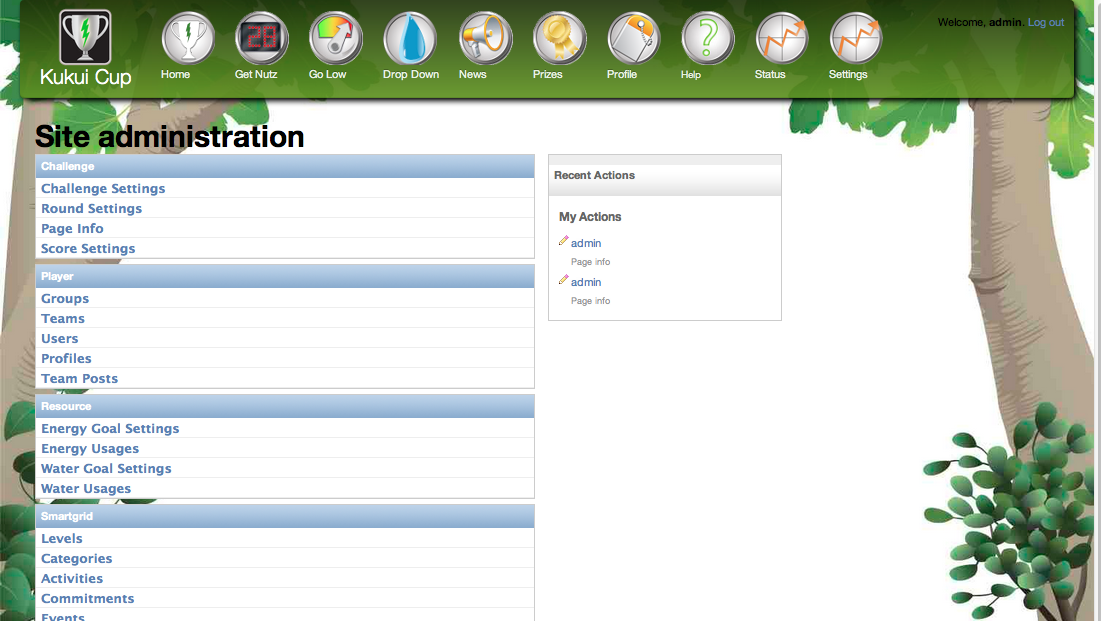 Kukui Cup
Home
28
Get Nutz
Go Low
Drop Down
News
Prizes
Profile
?
Help
Status
Settings
Welcome, admin. Log out
Site administration
Challenge
Challenge Settings
Round Settings
Page Info
Score Settings
Player
Groups
Teams
Users
Profiles
Team Posts
Resource
Energy Goal Settings
Energy Usages
Water Goal Settings
Water Usages
Smartgrid
Levels
Categories
Activities
Commitments
Events
Recent Actions
My Actions
admin
Page info
admin
Page info